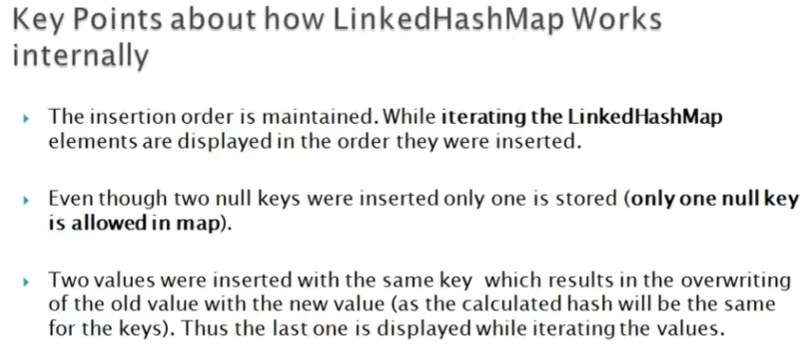 Key Points about how LinkedHashMap Works
internally
The insertion order is maintained. While iterating the LinkedHashMap
elements are displayed in the order they were inserted.
Even though two null keys were inserted only one is stored (only one null key
is allowed in map).
Two values were inserted with the same key which results in the overwriting
of the old value with the new value (as the calculated hash will be the same
for the keys). Thus the last one is displayed while iterating the values.